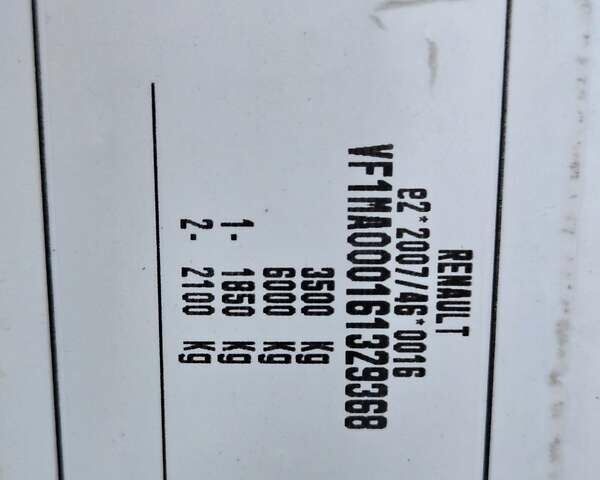 RENAULT
e2*2007/46*0016
VF1MA000161329368
3500 Kg
6000 Kg
1- 1850 Kg
2- 2100 Kg